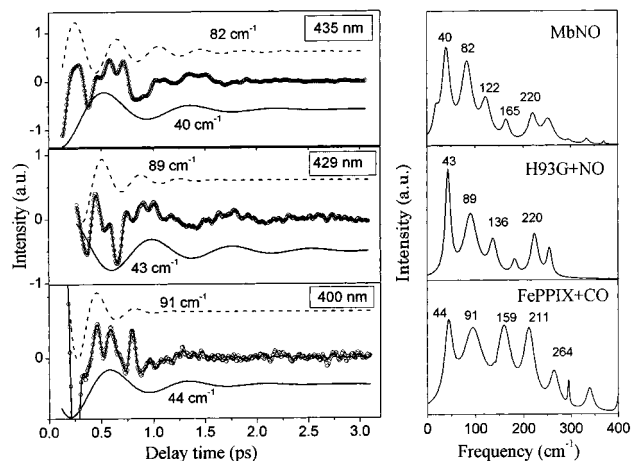 82 cm⁻¹
435 nm
1
0
-1
40 cm⁻¹
89 cm⁻¹
429 nm
1
0
-1
43 cm⁻¹
91 cm⁻¹
400 nm
0
44 cm⁻¹
Intensity (a.u.)
0.0 0.5 1.0 1.5 2.0 2.5 3.0
Delay time (ps)
MbNO
40
82
122
165
220
H93G+NO
43
89
136
220
FePPIX+CO
44
91
159
211
264
Intensity (a.u.)
0 100 200 300 400
Frequency (cm⁻¹)